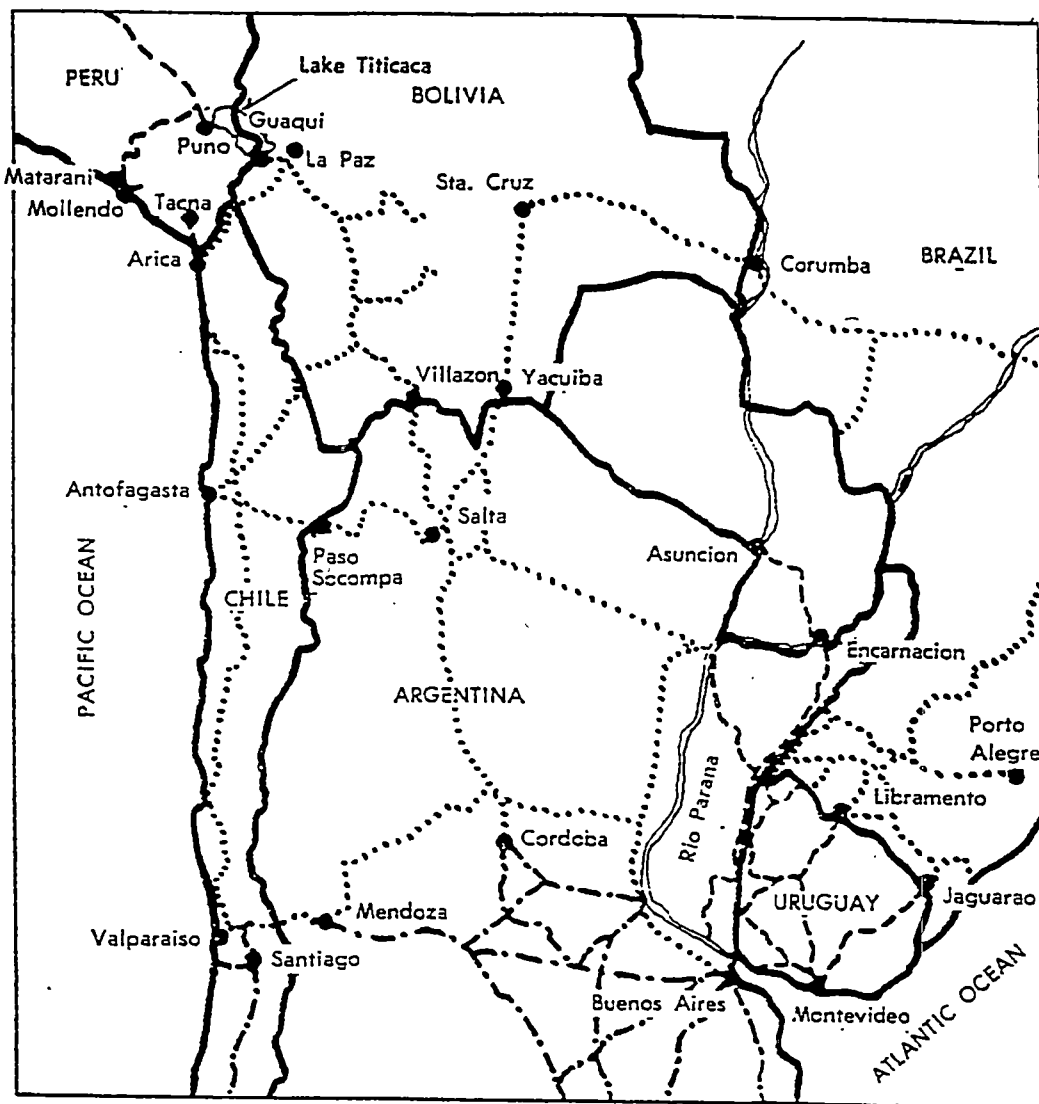 PERU
Lake Titicaca
BOLIVIA
Guaqui
Puno
La Paz
Matarani
Mollendo
Tacna
Sta. Cruz
Arica
Corumba
BRAZIL
Villazon
Yacuiba
Antofagasta
Salta
Paso
Socompa
Asuncion
CHILE
PACIFIC OCEAN
Encarnacion
ARGENTINA
Porto
Alegre
Rio Parana
Libramento
Cordoba
URUGUAY
Jaguarao
Mendoza
Valparaiso
Santiago
Buenos Aires
Montevideo
ATLANTIC OCEAN